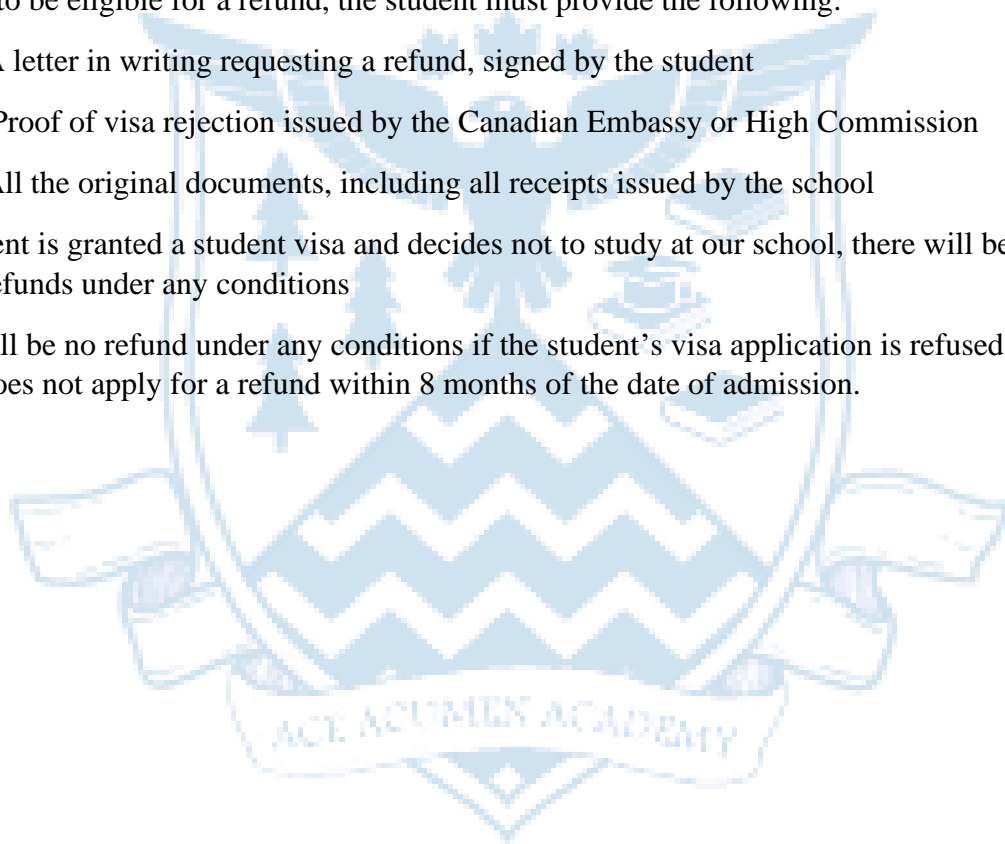 to be eligible for a refund, the student must provide the following:
A letter in writing requesting a refund, signed by the student
Proof of visa rejection issued by the Canadian Embassy or High Commission
All the original documents, including all receipts issued by the school
ent is granted a student visa and decides not to study at our school, there will be
efunds under any conditions
ll be no refund under any conditions if the student's visa application is refused
oes not apply for a refund within 8 months of the date of admission.
ACE ACUMEN ACADEMY